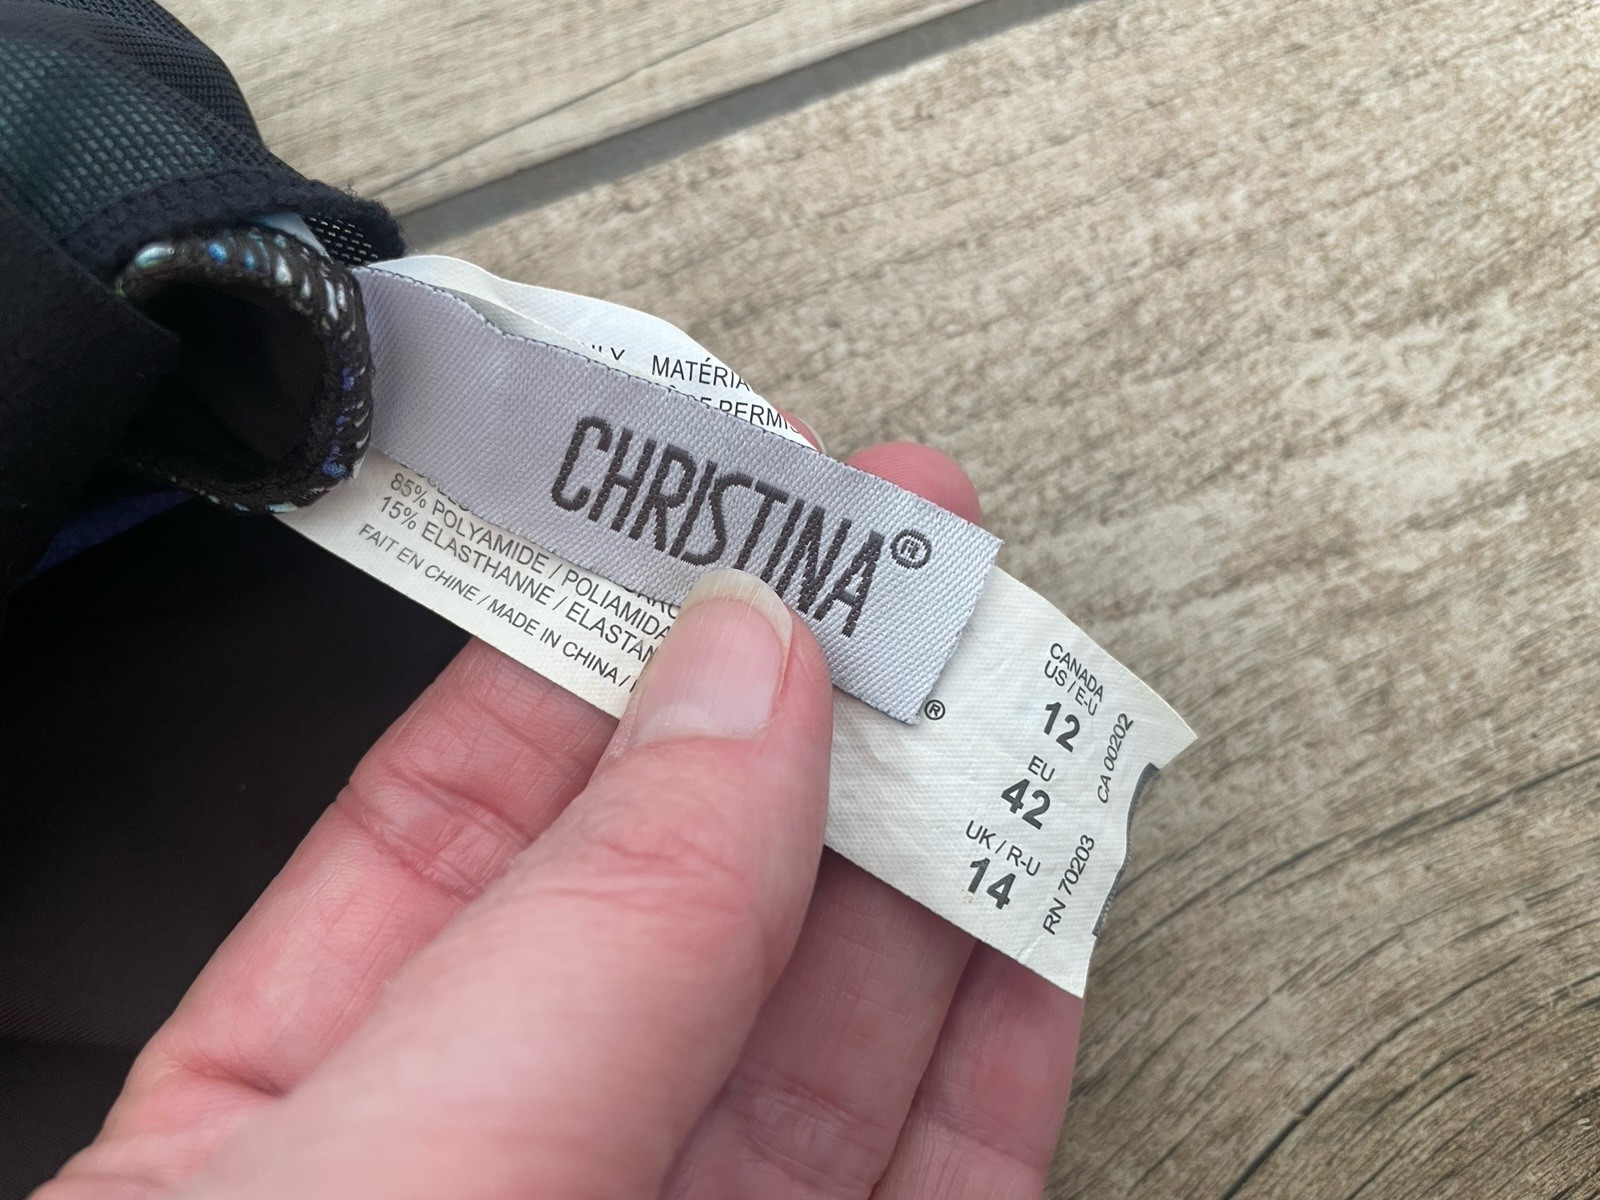 MATÉRIA
PERMIS
CHRISTINA®
85% POLYAMIDE / POLIAMIDA
15% ELASTHANNE / ELASTAN
FAIT EN CHINE / MADE IN CHINA /
®
CANADA
US / E-U
12
EU
42
UK / R-U
14
RN 70203 CA 00202